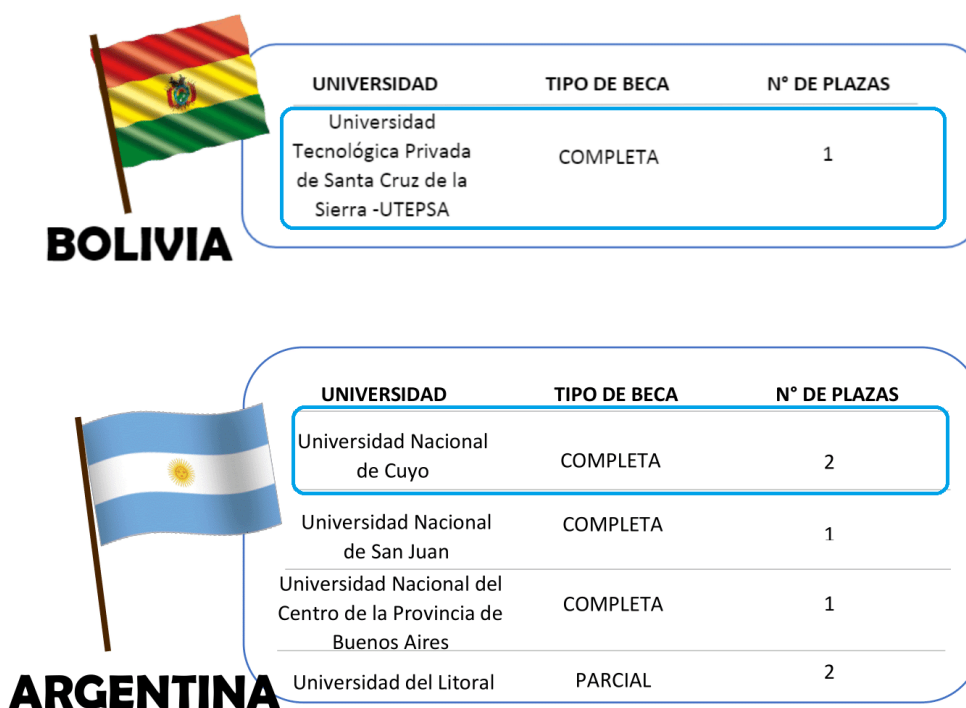 UNIVERSIDAD TIPO DE BECA N° DE PLAZAS
Universidad
Tecnológica Privada
de Santa Cruz de la
Sierra -UTEPSA
COMPLETA 1
BOLIVIA
UNIVERSIDAD TIPO DE BECA N° DE PLAZAS
Universidad Nacional
de Cuyo
COMPLETA 2
Universidad Nacional
de San Juan
COMPLETA 1
Universidad Nacional del
Centro de la Provincia de
Buenos Aires
COMPLETA 1
Universidad del Litoral PARCIAL 2
ARGENTINA